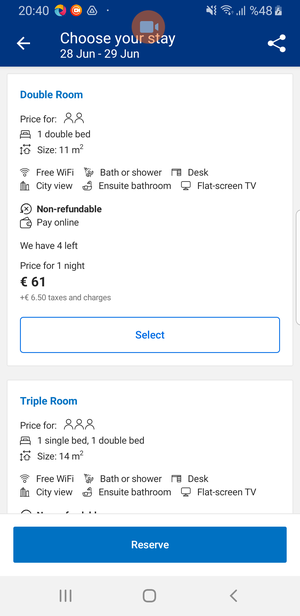 20:40 %48
Choose your stay
28 Jun - 29 Jun
Double Room
Price for:
1 double bed
Size: 11 m²
Free WiFi Bath or shower Desk
City view Ensuite bathroom Flat-screen TV
Non-refundable
Pay online
We have 4 left
Price for 1 night
€ 61
+€ 6.50 taxes and charges
Select
Triple Room
Price for:
1 single bed, 1 double bed
Size: 14 m²
Free WiFi Bath or shower Desk
City view Ensuite bathroom Flat-screen TV
Reserve